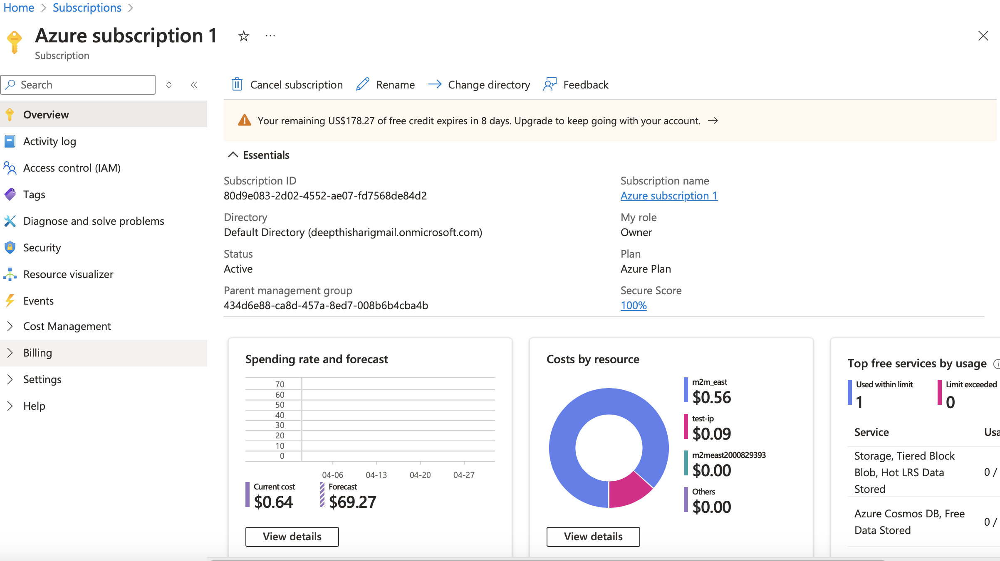 Home > Subscriptions >
Azure subscription 1
Subscription
Search
Overview
Activity log
Access control (IAM)
Tags
Diagnose and solve problems
Security
Resource visualizer
Events
Cost Management
Billing
Settings
Help
Cancel subscription Rename Change directory Feedback
Your remaining US$178.27 of free credit expires in 8 days. Upgrade to keep going with your account. →
Essentials
Subscription ID
80d9e083-2d02-4552-ae07-fd7568de84d2
Directory
Default Directory (deepthisharigmail.onmicrosoft.com)
Status
Active
Parent management group
434d6e88-ca8d-457a-8ed7-008b6b4cba4b
Subscription name
Azure subscription 1
My role
Owner
Plan
Azure Plan
Secure Score
100%
Spending rate and forecast
70
60
50
40
30
20
10
0
04-06 04-13 04-20 04-27
Current cost
$0.64
Forecast
$69.27
View details
Costs by resource
m2m_east
$0.56
test-ip
$0.09
m2meast2000829393
$0.00
Others
$0.00
View details
Top free services by usage
Used within limit
1
Limit exceeded
0
Service
Storage, Tiered Block
Blob, Hot LRS Data
Stored
0 /
Azure Cosmos DB, Free
Data Stored
0 /